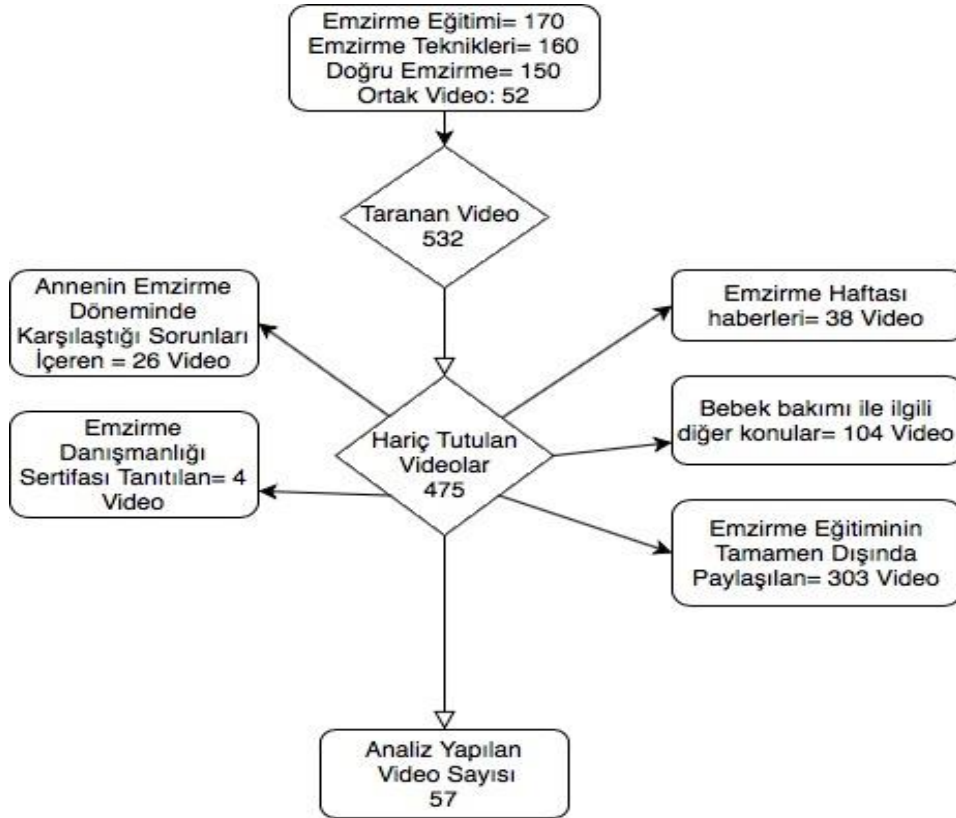 Emzirme Eğitimi= 170
Emzirme Teknikleri= 160
Doğru Emzirme= 150
Ortak Video: 52
Taranan Video
532
Annenin Emzirme
Döneminde
Karşılaştığı Sorunları
İçeren = 26 Video
Emzirme Haftası
haberleri= 38 Video
Emzirme
Danışmanlığı
Sertifası Tanıtılan= 4
Video
Hariç Tutulan
Videolar
475
Bebek bakımı ile ilgili
diğer konular= 104 Video
Emzirme Eğitiminin
Tamamen Dışında
Paylaşılan= 303 Video
Analiz Yapılan
Video Sayısı
57